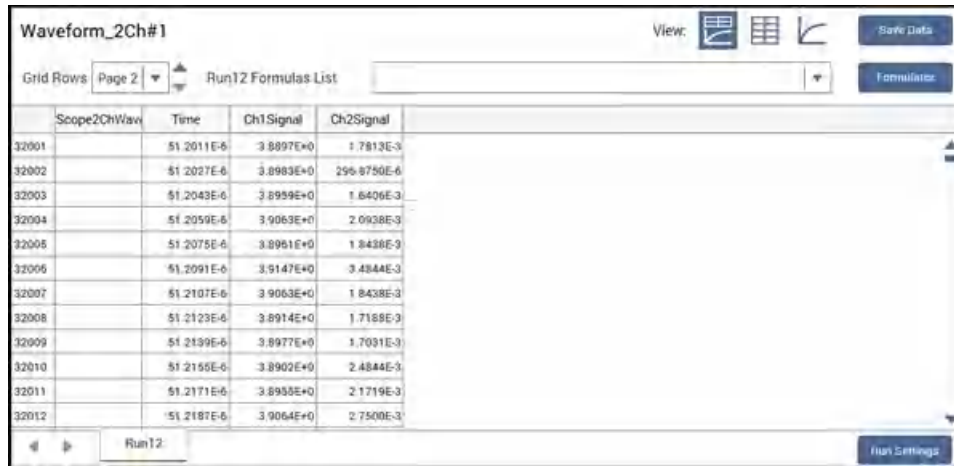 Waveform_2Ch#1 View: Save Data
Grid Rows Page 2 Run12 Formulas List Formulator
Scope2ChWav Time Ch1Signal Ch2Signal
32001 51.2011E-6 3.8897E+0 1.7813E-3
32002 51.2027E-6 3.8983E+0 296.8750E-6
32003 51.2043E-6 3.8959E+0 1.6406E-3
32004 51.2059E-6 3.9063E+0 2.0938E-3
32005 51.2075E-6 3.8961E+0 1.8438E-3
32006 51.2091E-6 3.9147E+0 3.4844E-3
32007 51.2107E-6 3.9063E+0 1.8438E-3
32008 51.2123E-6 3.8914E+0 1.7188E-3
32009 51.2139E-6 3.8977E+0 1.7031E-3
32010 51.2155E-6 3.8902E+0 2.4844E-3
32011 51.2171E-6 3.8955E+0 2.1719E-3
32012 51.2187E-6 3.9064E+0 2.7500E-3
Run12 Run Settings